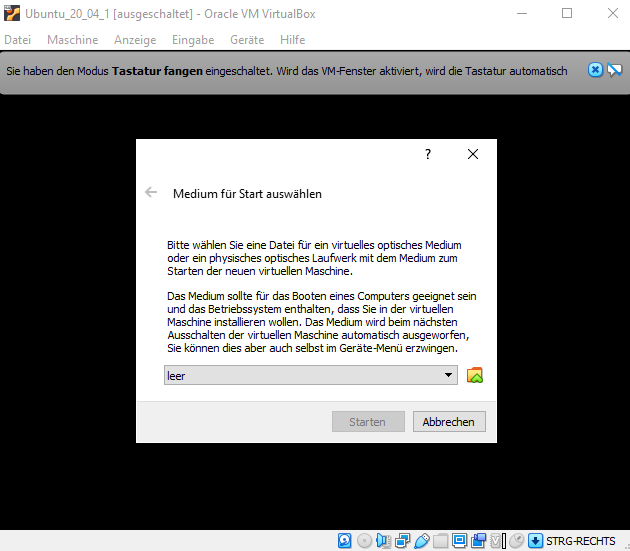 Ubuntu_20_04_1 [ausgeschaltet] - Oracle VM VirtualBox
Datei Maschine Anzeige Eingabe Geräte Hilfe
Sie haben den Modus Tastatur fangen eingeschaltet. Wird das VM-Fenster aktiviert, wird die Tastatur automatisch
?
Medium für Start auswählen
Bitte wählen Sie eine Datei für ein virtuelles optisches Medium
oder ein physisches optisches Laufwerk mit dem Medium zum
Starten der neuen virtuellen Maschine.
Das Medium sollte für das Booten eines Computers geeignet sein
und das Betriebssystem enthalten, dass Sie in der virtuellen
Maschine installieren wollen. Das Medium wird beim nächsten
Ausschalten der virtuellen Maschine automatisch ausgeworfen,
Sie können dies aber auch selbst im Geräte-Menü erzwingen.
leer
Starten Abbrechen
STRG-RECHTS